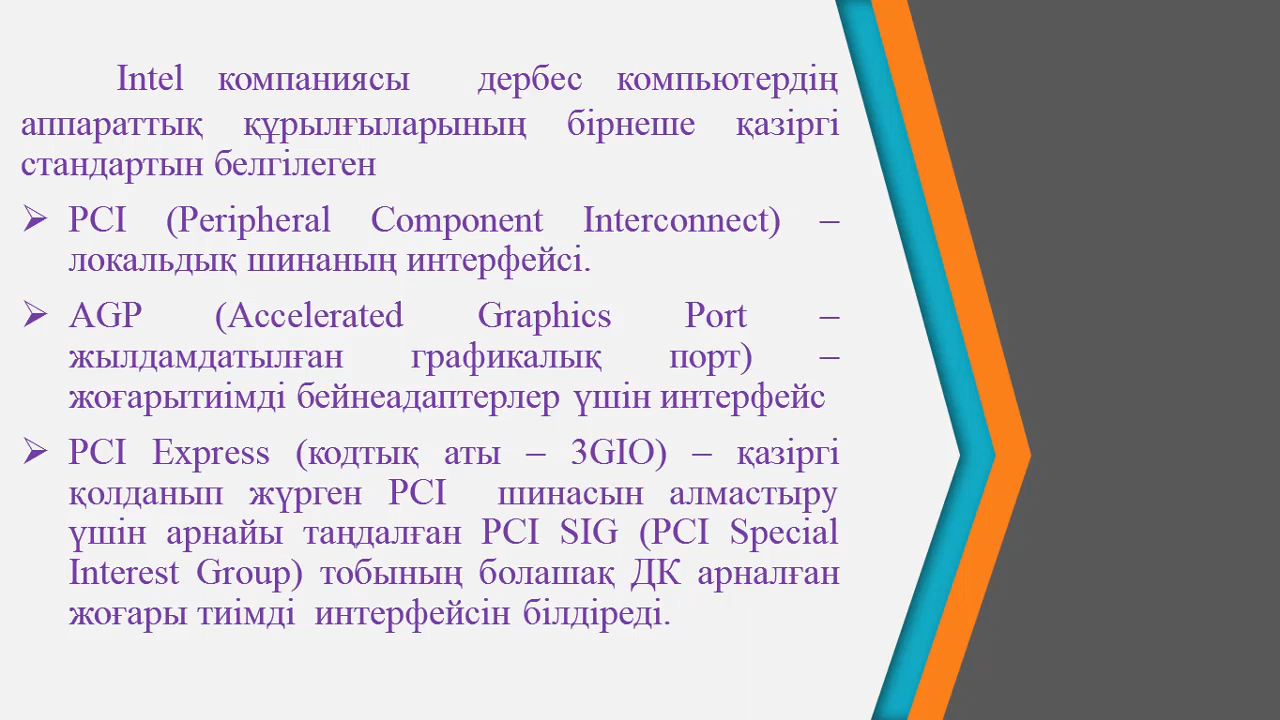 Intel компаниясы дербес компьютердің
аппараттық құрылғыларының бірнеше қазіргі
стандартын белгілеген
➢ PCI (Peripheral Component Interconnect) –
локальдық шинаның интерфейсі.
➢ AGP (Accelerated Graphics Port –
жылдамдатылған графикалық порт) –
жоғарытиімді бейнеадаптерлер үшін интерфейс
➢ PCI Express (кодтық аты – 3GIO) – қазіргі
қолданып жүрген PCI шинасын алмастыру
үшін арнайы таңдалған PCI SIG (PCI Special
Interest Group) тобының болашақ ДК арналған
жоғары тиімді интерфейсін білдіреді.